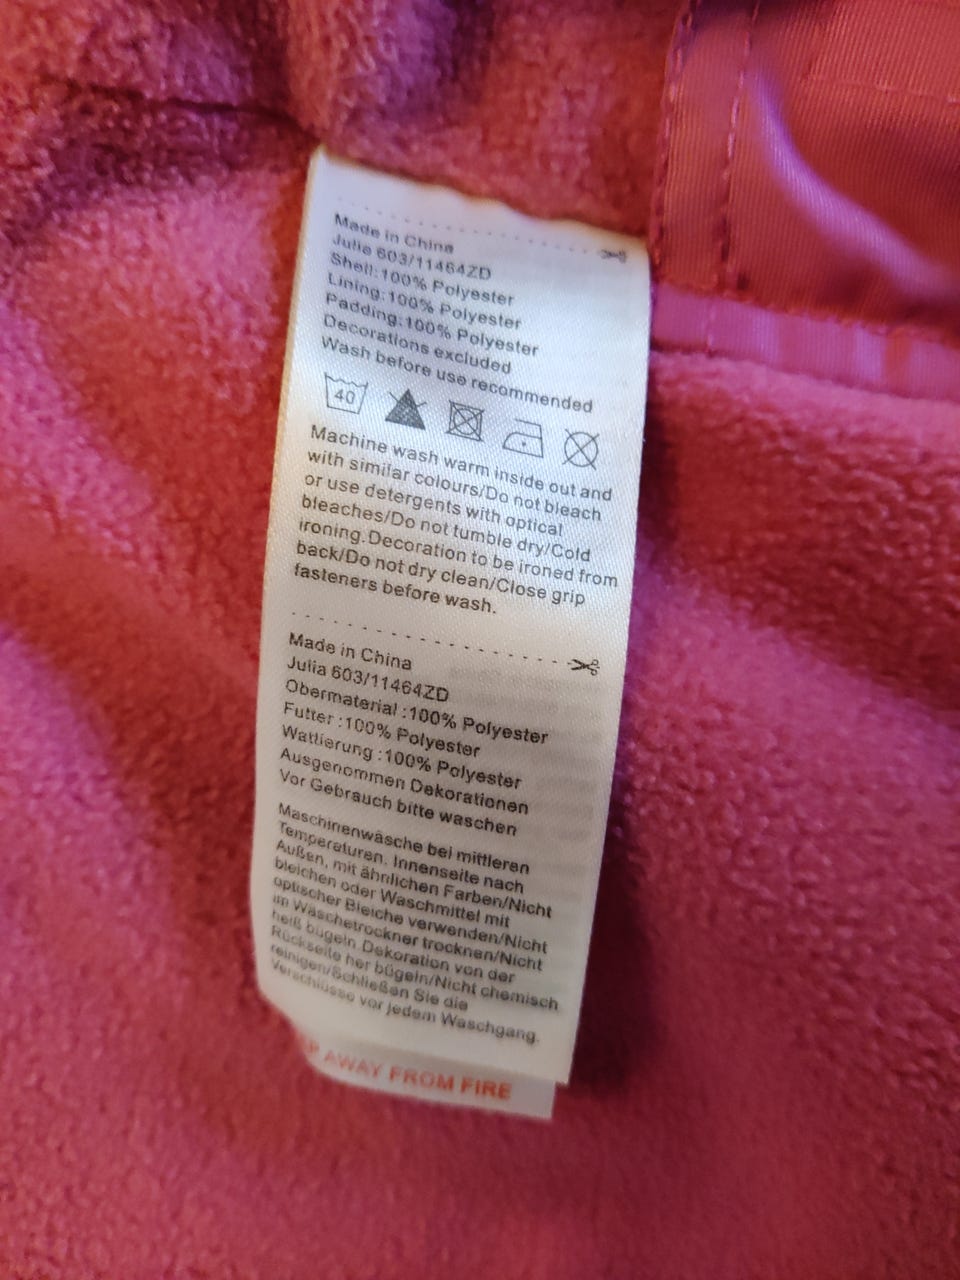 Made in China
Julie 603/11464ZD
Shell:100% Polyester
Lining:100% Polyester
Padding:100% Polyester
Decorations excluded
Wash before use recommended
40
Machine wash warm inside out and
with similar colours/Do not bleach
or use detergents with optical
bleaches/Do not tumble dry/Cold
ironing.Decoration to be ironed from
back/Do not dry clean/Close grip
fasteners before wash.
Made in China
Julia 603/11464ZD
Obermaterial :100% Polyester
Futter :100% Polyester
Wattierung :100% Polyester
Ausgenommen Dekorationen
Vor Gebrauch bitte waschen
Maschinenwäsche bei mittleren
Temperaturen. Innenseite nach
Außen, mit ähnlichen Farben/Nicht
bleichen oder Waschmittel mit
optischer Bleiche verwenden/Nicht
im Wäschetrockner trocknen/Nicht
heiß bügeln.Dekoration von der
Rückseite her bügeln/Nicht chemisch
reinigen/Schließen Sie die
Verschlüsse vor jedem Waschgang.
AWAY FROM FIRE